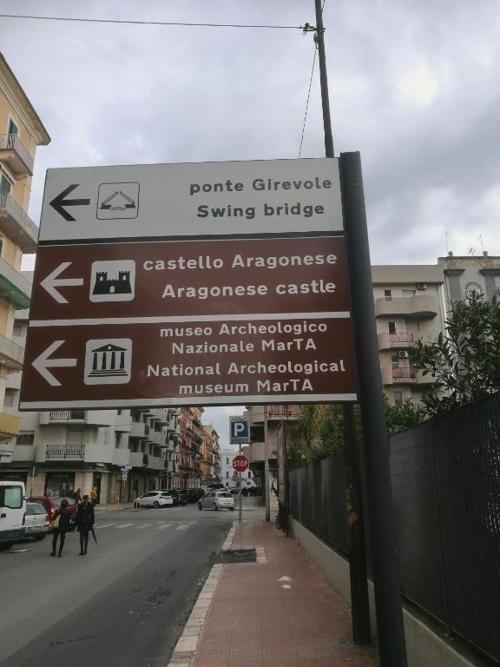 ponte Girevole
Swing bridge
castello Aragonese
Aragonese castle
museo Archeologico
Nazionale MarTA
National Archeological
museum MarTA
P
STOP